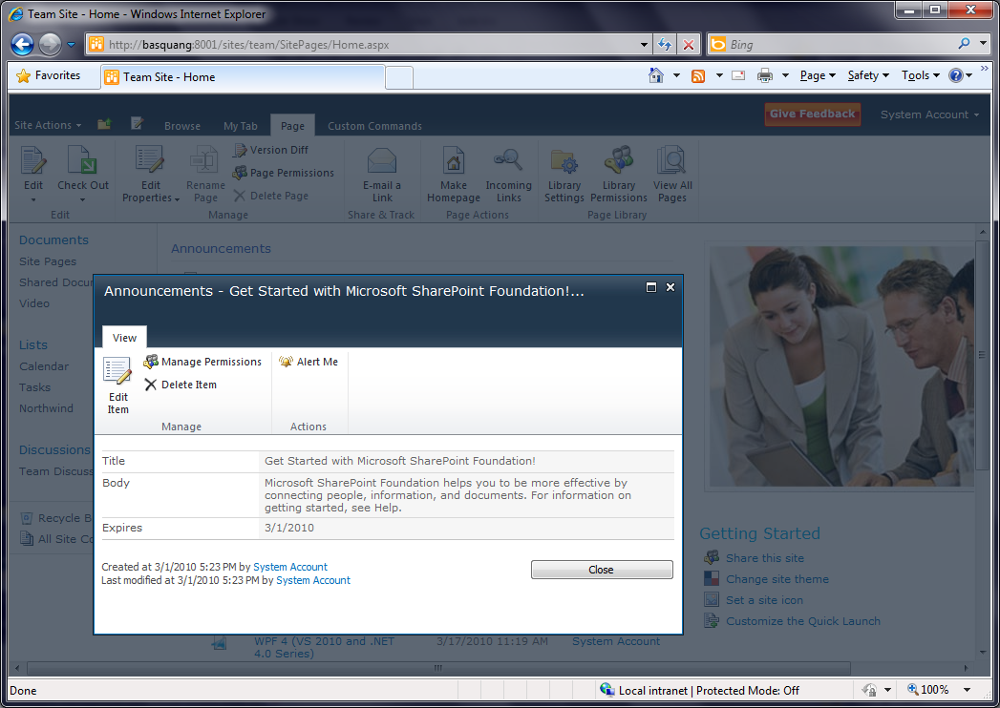 Team Site - Home - Windows Internet Explorer
http://basquang:8001/sites/team/SitePages/Home.aspx
Bing
Favorites
Team Site - Home
Page
Safety
Tools
Site Actions
Browse
My Tab
Page
Custom Commands
Give Feedback
System Account
Edit
Check Out
Edit
Properties
Rename
Page
Version Diff
Page Permissions
Delete Page
E-mail a
Link
Make
Homepage
Incoming
Links
Library
Settings
Library
Permissions
View All
Pages
Edit
Manage
Share & Track
Page Actions
Page Library
Documents
Site Pages
Shared Docu
Video
Lists
Calendar
Tasks
Northwind
Discussions
Team Discuss
Recycle B
All Site Co
Announcements
Announcements - Get Started with Microsoft SharePoint Foundation!...
View
Edit
Item
Manage Permissions
Delete Item
Manage
Alert Me
Actions
Title
Get Started with Microsoft SharePoint Foundation!
Body
Microsoft SharePoint Foundation helps you to be more effective by
connecting people, information, and documents. For information on
getting started, see Help.
Expires
3/1/2010
Created at 3/1/2010 5:23 PM by System Account
Last modified at 3/1/2010 5:23 PM by System Account
Close
Getting Started
Share this site
Change site theme
Set a site icon
Customize the Quick Launch
WPF 4 (VS 2010 and .NET
4.0 Series)
3/17/2010 11:19 AM
System Account
Done
Local intranet | Protected Mode: Off
100%